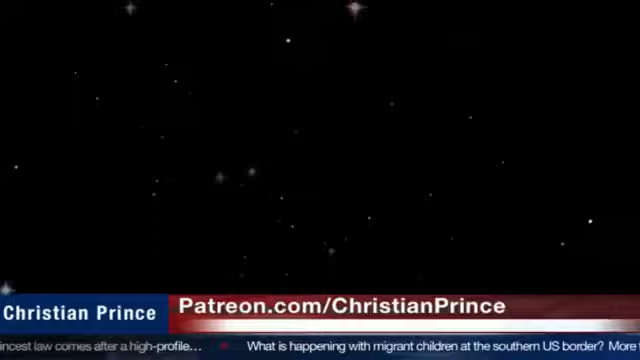 Christian Prince
Patreon.com/ChristianPrince
incest law comes after a high-profile… What is happening with migrant children at the southern US border? More